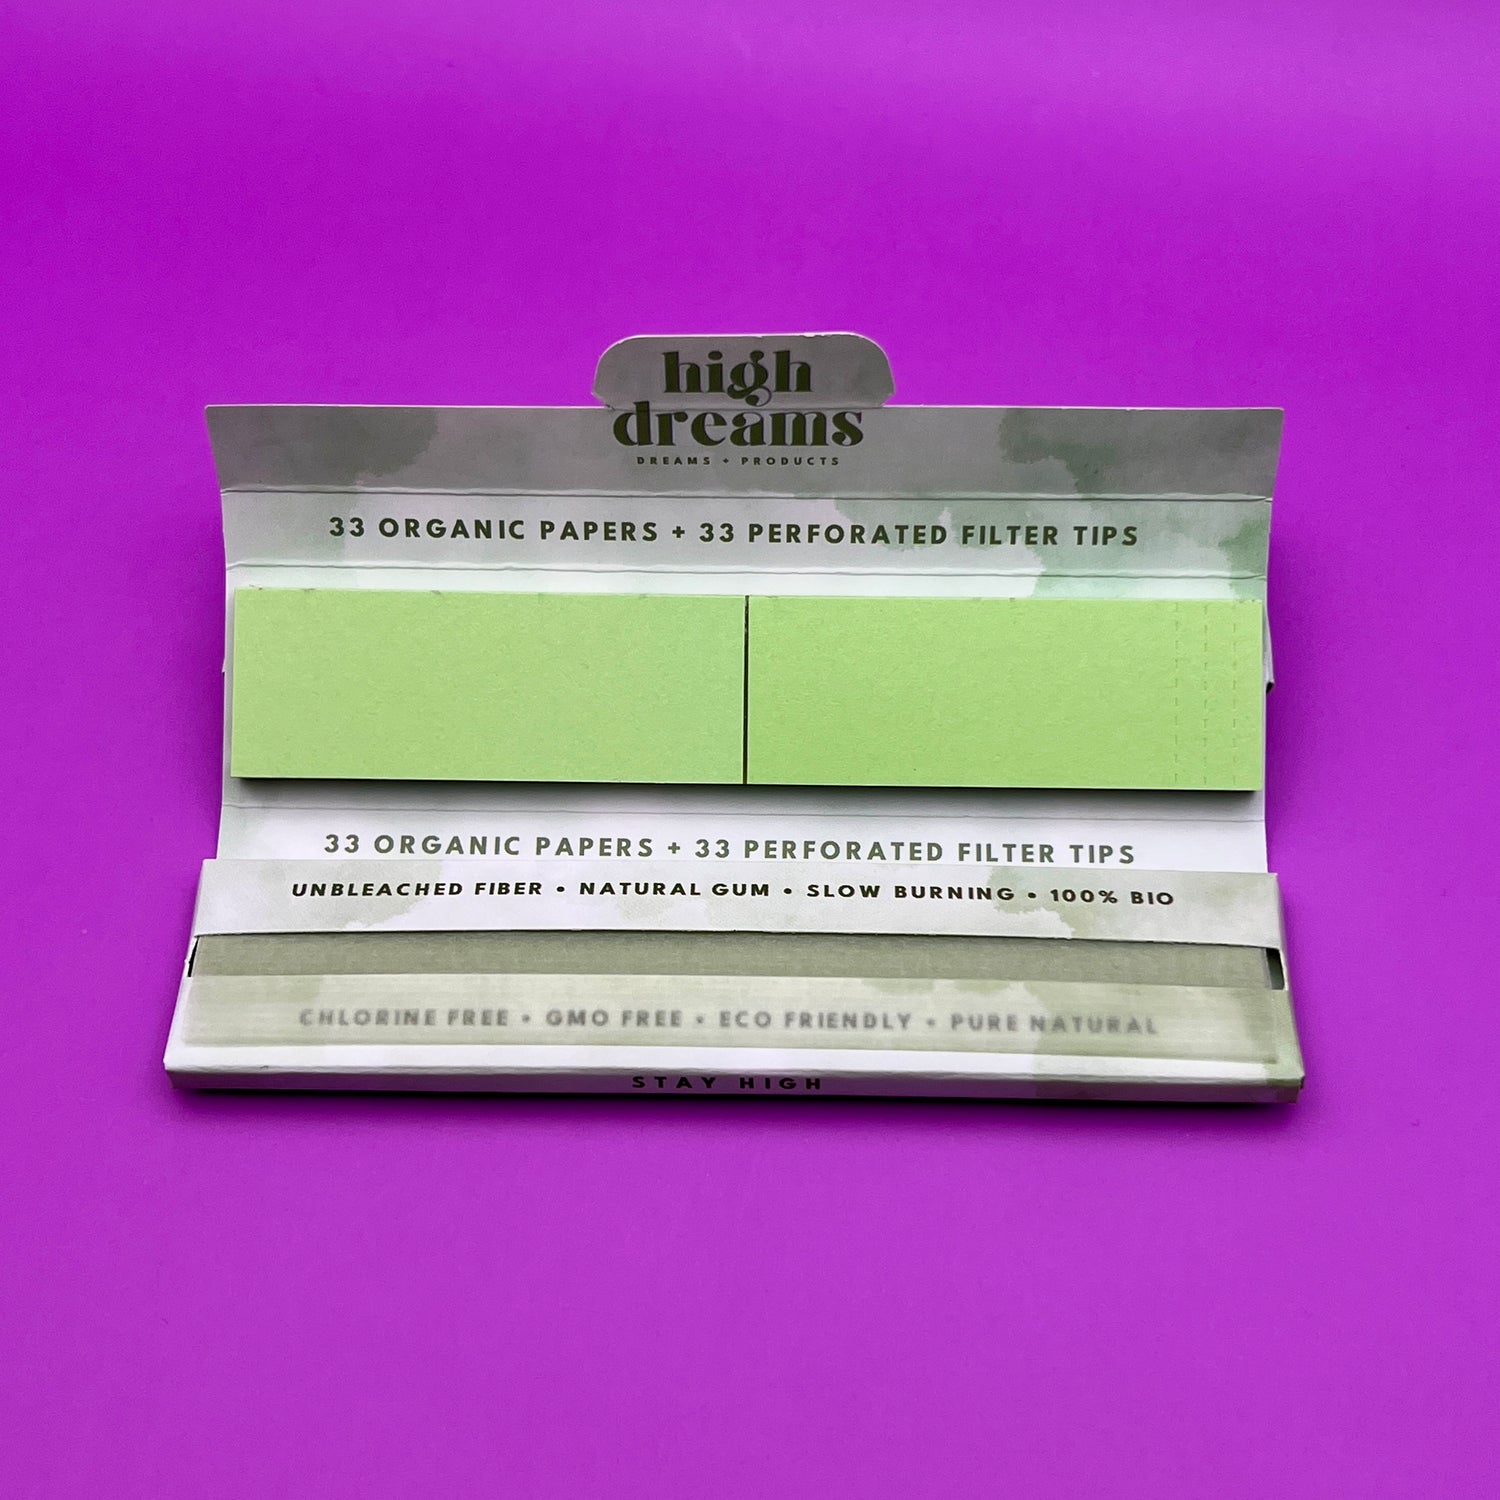 high
dreams
DREAMS + PRODUCTS
33 ORGANIC PAPERS + 33 PERFORATED FILTER TIPS
33 ORGANIC PAPERS + 33 PERFORATED FILTER TIPS
UNBLEACHED FIBER • NATURAL GUM • SLOW BURNING • 100% BIO
CHLORINE FREE • GMO FREE • ECO FRIENDLY • PURE NATURAL
STAY HIGH